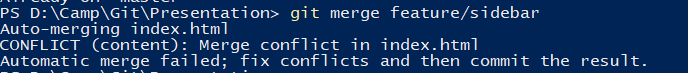 PS D:\Camp\Git\Presentation> git merge feature/sidebar
Auto-merging index.html
CONFLICT (content): Merge conflict in index.html
Automatic merge failed; fix conflicts and then commit the result.